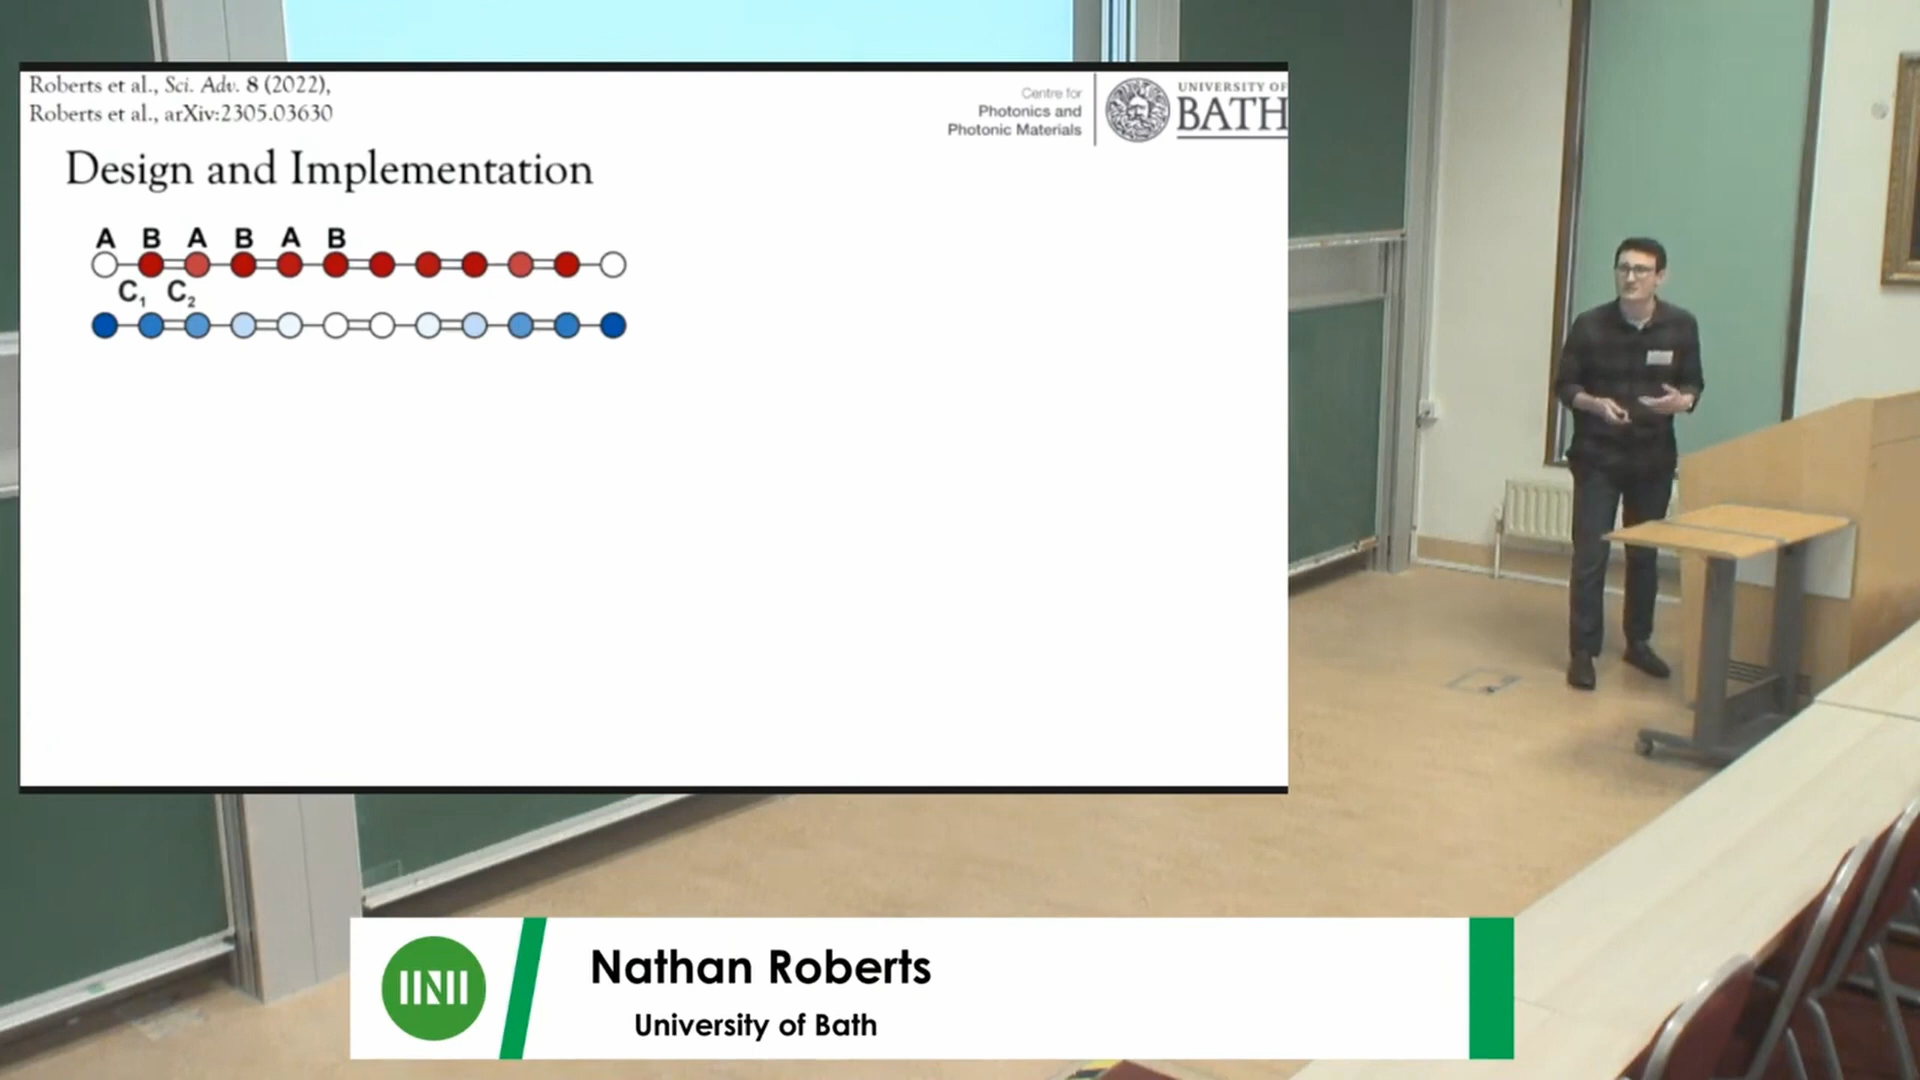 Roberts et al., Sci. Adv. 8 (2022),
Roberts et al., arXiv:2305.03630
Centre for
Photonics and
Photonic Materials
UNIVERSITY OF
BATH
Design and Implementation
A B A B A B
C₁ C₂
Nathan Roberts
University of Bath